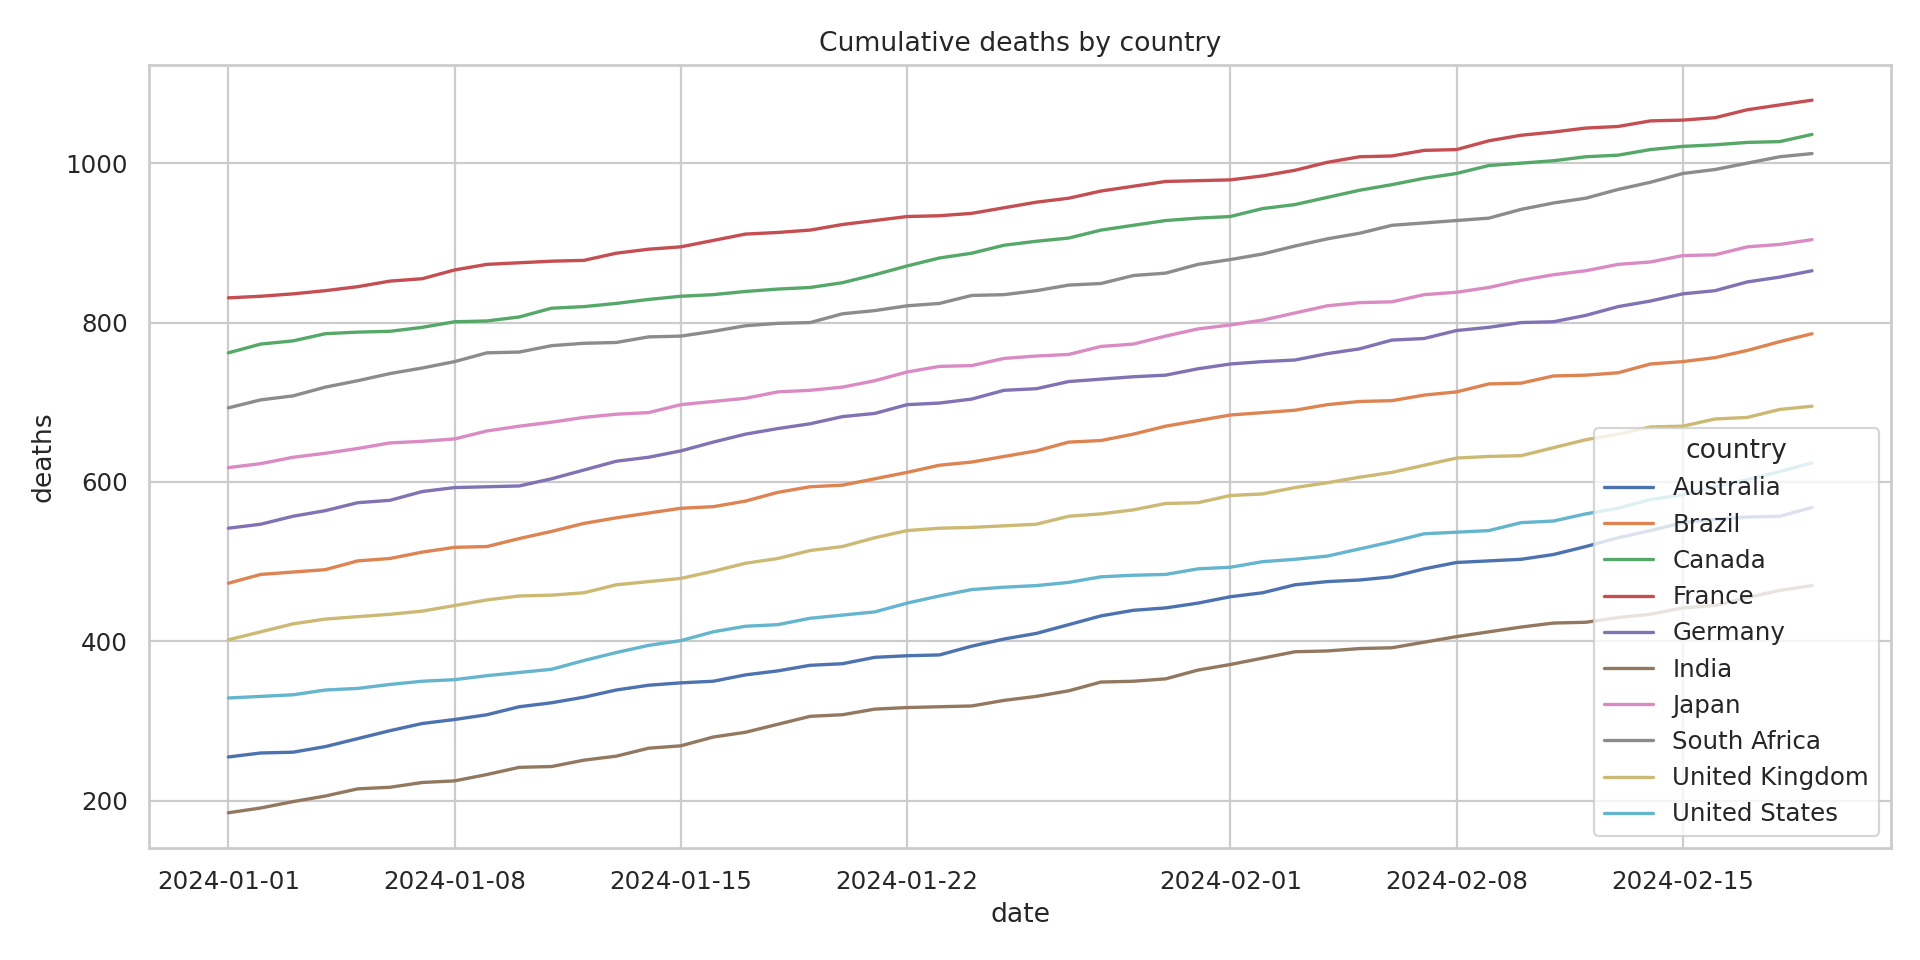 Cumulative deaths by country
deaths
1000
800
600
400
200
country
Australia
Brazil
Canada
France
Germany
India
Japan
South Africa
United Kingdom
United States
2024-01-01 2024-01-08 2024-01-15 2024-01-22 2024-02-01 2024-02-08 2024-02-15
date